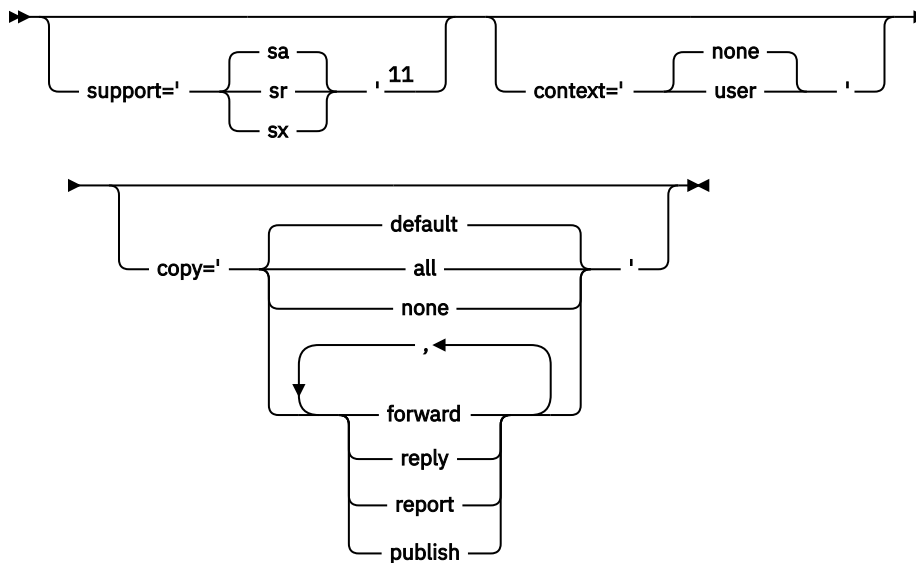 sa none
support=' sr ' 11 context=' user '
sx
default
copy=' all '
none
,
forward
reply
report
publish